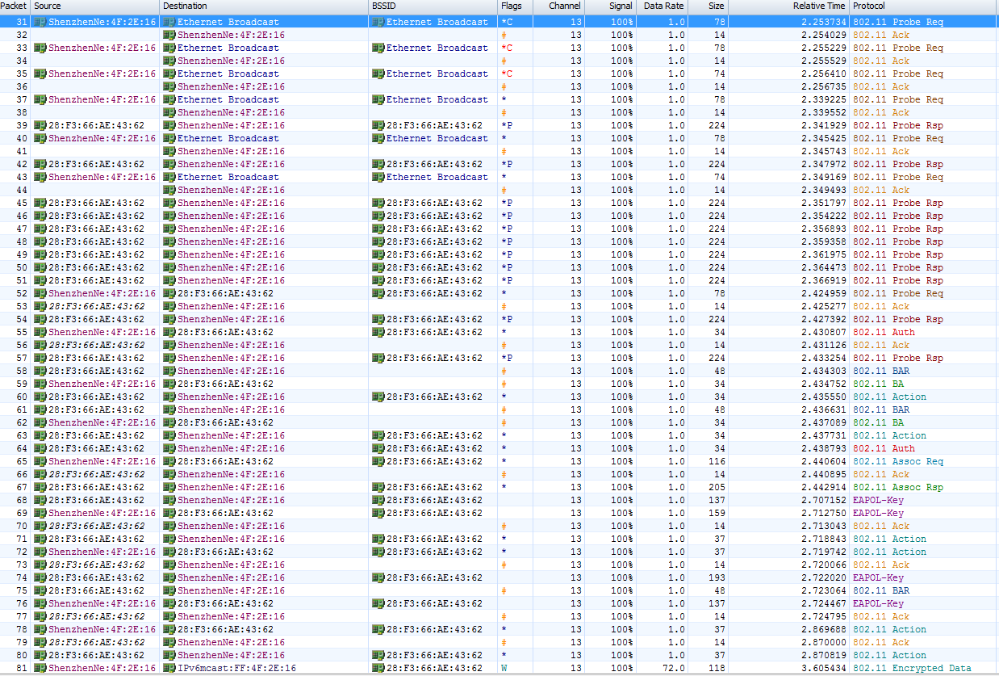 Packet Source Destination BSSID Flags Channel Signal Data Rate Size Relative Time Protocol
31 ShenzhenNe:4F:2E:16 Ethernet Broadcast Ethernet Broadcast *C 13 100% 1.0 78 2.253734 802.11 Probe Req
32 ShenzhenNe:4F:2E:16 # 13 100% 1.0 14 2.254029 802.11 Ack
33 ShenzhenNe:4F:2E:16 Ethernet Broadcast Ethernet Broadcast *C 13 100% 1.0 78 2.255229 802.11 Probe Req
34 ShenzhenNe:4F:2E:16 # 13 100% 1.0 14 2.255529 802.11 Ack
35 ShenzhenNe:4F:2E:16 Ethernet Broadcast Ethernet Broadcast *C 13 100% 1.0 74 2.256410 802.11 Probe Req
36 ShenzhenNe:4F:2E:16 # 13 100% 1.0 14 2.256735 802.11 Ack
37 ShenzhenNe:4F:2E:16 Ethernet Broadcast Ethernet Broadcast * 13 100% 1.0 78 2.339225 802.11 Probe Req
38 ShenzhenNe:4F:2E:16 # 13 100% 1.0 14 2.339552 802.11 Ack
39 28:F3:66:AE:43:62 ShenzhenNe:4F:2E:16 28:F3:66:AE:43:62 *P 13 100% 1.0 224 2.341929 802.11 Probe Rsp
40 ShenzhenNe:4F:2E:16 Ethernet Broadcast Ethernet Broadcast * 13 100% 1.0 78 2.345425 802.11 Probe Req
41 ShenzhenNe:4F:2E:16 # 13 100% 1.0 14 2.345743 802.11 Ack
42 28:F3:66:AE:43:62 ShenzhenNe:4F:2E:16 28:F3:66:AE:43:62 *P 13 100% 1.0 224 2.347972 802.11 Probe Rsp
43 ShenzhenNe:4F:2E:16 Ethernet Broadcast Ethernet Broadcast * 13 100% 1.0 74 2.349169 802.11 Probe Req
44 ShenzhenNe:4F:2E:16 # 13 100% 1.0 14 2.349493 802.11 Ack
45 28:F3:66:AE:43:62 ShenzhenNe:4F:2E:16 28:F3:66:AE:43:62 *P 13 100% 1.0 224 2.351797 802.11 Probe Rsp
46 28:F3:66:AE:43:62 ShenzhenNe:4F:2E:16 28:F3:66:AE:43:62 *P 13 100% 1.0 224 2.354222 802.11 Probe Rsp
47 28:F3:66:AE:43:62 ShenzhenNe:4F:2E:16 28:F3:66:AE:43:62 *P 13 100% 1.0 224 2.356893 802.11 Probe Rsp
48 28:F3:66:AE:43:62 ShenzhenNe:4F:2E:16 28:F3:66:AE:43:62 *P 13 100% 1.0 224 2.359358 802.11 Probe Rsp
49 28:F3:66:AE:43:62 ShenzhenNe:4F:2E:16 28:F3:66:AE:43:62 *P 13 100% 1.0 224 2.361975 802.11 Probe Rsp
50 28:F3:66:AE:43:62 ShenzhenNe:4F:2E:16 28:F3:66:AE:43:62 *P 13 100% 1.0 224 2.364473 802.11 Probe Rsp
51 28:F3:66:AE:43:62 ShenzhenNe:4F:2E:16 28:F3:66:AE:43:62 *P 13 100% 1.0 224 2.366919 802.11 Probe Rsp
52 ShenzhenNe:4F:2E:16 28:F3:66:AE:43:62 28:F3:66:AE:43:62 * 13 100% 1.0 78 2.424959 802.11 Probe Req
53 28:F3:66:AE:43:62 ShenzhenNe:4F:2E:16 # 13 100% 1.0 14 2.425277 802.11 Ack
54 28:F3:66:AE:43:62 ShenzhenNe:4F:2E:16 28:F3:66:AE:43:62 *P 13 100% 1.0 224 2.427392 802.11 Probe Rsp
55 ShenzhenNe:4F:2E:16 28:F3:66:AE:43:62 28:F3:66:AE:43:62 * 13 100% 1.0 34 2.430807 802.11 Auth
56 28:F3:66:AE:43:62 ShenzhenNe:4F:2E:16 # 13 100% 1.0 14 2.431126 802.11 Ack
57 28:F3:66:AE:43:62 ShenzhenNe:4F:2E:16 28:F3:66:AE:43:62 *P 13 100% 1.0 224 2.433254 802.11 Probe Rsp
58 28:F3:66:AE:43:62 ShenzhenNe:4F:2E:16 # 13 100% 1.0 48 2.434303 802.11 BAR
59 ShenzhenNe:4F:2E:16 28:F3:66:AE:43:62 # 13 100% 1.0 34 2.434752 802.11 BA
60 28:F3:66:AE:43:62 ShenzhenNe:4F:2E:16 28:F3:66:AE:43:62 * 13 100% 1.0 34 2.435550 802.11 Action
61 28:F3:66:AE:43:62 ShenzhenNe:4F:2E:16 # 13 100% 1.0 48 2.436631 802.11 BAR
62 ShenzhenNe:4F:2E:16 28:F3:66:AE:43:62 # 13 100% 1.0 34 2.437089 802.11 BA
63 28:F3:66:AE:43:62 ShenzhenNe:4F:2E:16 28:F3:66:AE:43:62 * 13 100% 1.0 34 2.437731 802.11 Action
64 28:F3:66:AE:43:62 ShenzhenNe:4F:2E:16 28:F3:66:AE:43:62 * 13 100% 1.0 34 2.438793 802.11 Auth
65 ShenzhenNe:4F:2E:16 28:F3:66:AE:43:62 28:F3:66:AE:43:62 * 13 100% 1.0 116 2.440604 802.11 Assoc Req
66 28:F3:66:AE:43:62 ShenzhenNe:4F:2E:16 # 13 100% 1.0 14 2.440895 802.11 Ack
67 28:F3:66:AE:43:62 ShenzhenNe:4F:2E:16 28:F3:66:AE:43:62 * 13 100% 1.0 205 2.442914 802.11 Assoc Rsp
68 28:F3:66:AE:43:62 ShenzhenNe:4F:2E:16 28:F3:66:AE:43:62 13 100% 1.0 137 2.707152 EAPOL-Key
69 ShenzhenNe:4F:2E:16 28:F3:66:AE:43:62 28:F3:66:AE:43:62 13 100% 1.0 159 2.712750 EAPOL-Key
70 28:F3:66:AE:43:62 ShenzhenNe:4F:2E:16 # 13 100% 1.0 14 2.713043 802.11 Ack
71 28:F3:66:AE:43:62 ShenzhenNe:4F:2E:16 28:F3:66:AE:43:62 * 13 100% 1.0 37 2.718843 802.11 Action
72 ShenzhenNe:4F:2E:16 28:F3:66:AE:43:62 28:F3:66:AE:43:62 * 13 100% 1.0 37 2.719742 802.11 Action
73 28:F3:66:AE:43:62 ShenzhenNe:4F:2E:16 # 13 100% 1.0 14 2.720066 802.11 Ack
74 28:F3:66:AE:43:62 ShenzhenNe:4F:2E:16 28:F3:66:AE:43:62 13 100% 1.0 193 2.722020 EAPOL-Key
75 28:F3:66:AE:43:62 ShenzhenNe:4F:2E:16 # 13 100% 1.0 48 2.723064 802.11 BAR
76 ShenzhenNe:4F:2E:16 28:F3:66:AE:43:62 28:F3:66:AE:43:62 13 100% 1.0 137 2.724467 EAPOL-Key
77 28:F3:66:AE:43:62 ShenzhenNe:4F:2E:16 # 13 100% 1.0 14 2.724795 802.11 Ack
78 ShenzhenNe:4F:2E:16 28:F3:66:AE:43:62 28:F3:66:AE:43:62 * 13 100% 1.0 37 2.869688 802.11 Action
79 28:F3:66:AE:43:62 ShenzhenNe:4F:2E:16 # 13 100% 1.0 14 2.870000 802.11 Ack
80 28:F3:66:AE:43:62 ShenzhenNe:4F:2E:16 28:F3:66:AE:43:62 * 13 100% 1.0 37 2.870819 802.11 Action
81 ShenzhenNe:4F:2E:16 IPv6mcast:FF:4F:2E:16 28:F3:66:AE:43:62 W 13 100% 72.0 118 3.605434 802.11 Encrypted Data